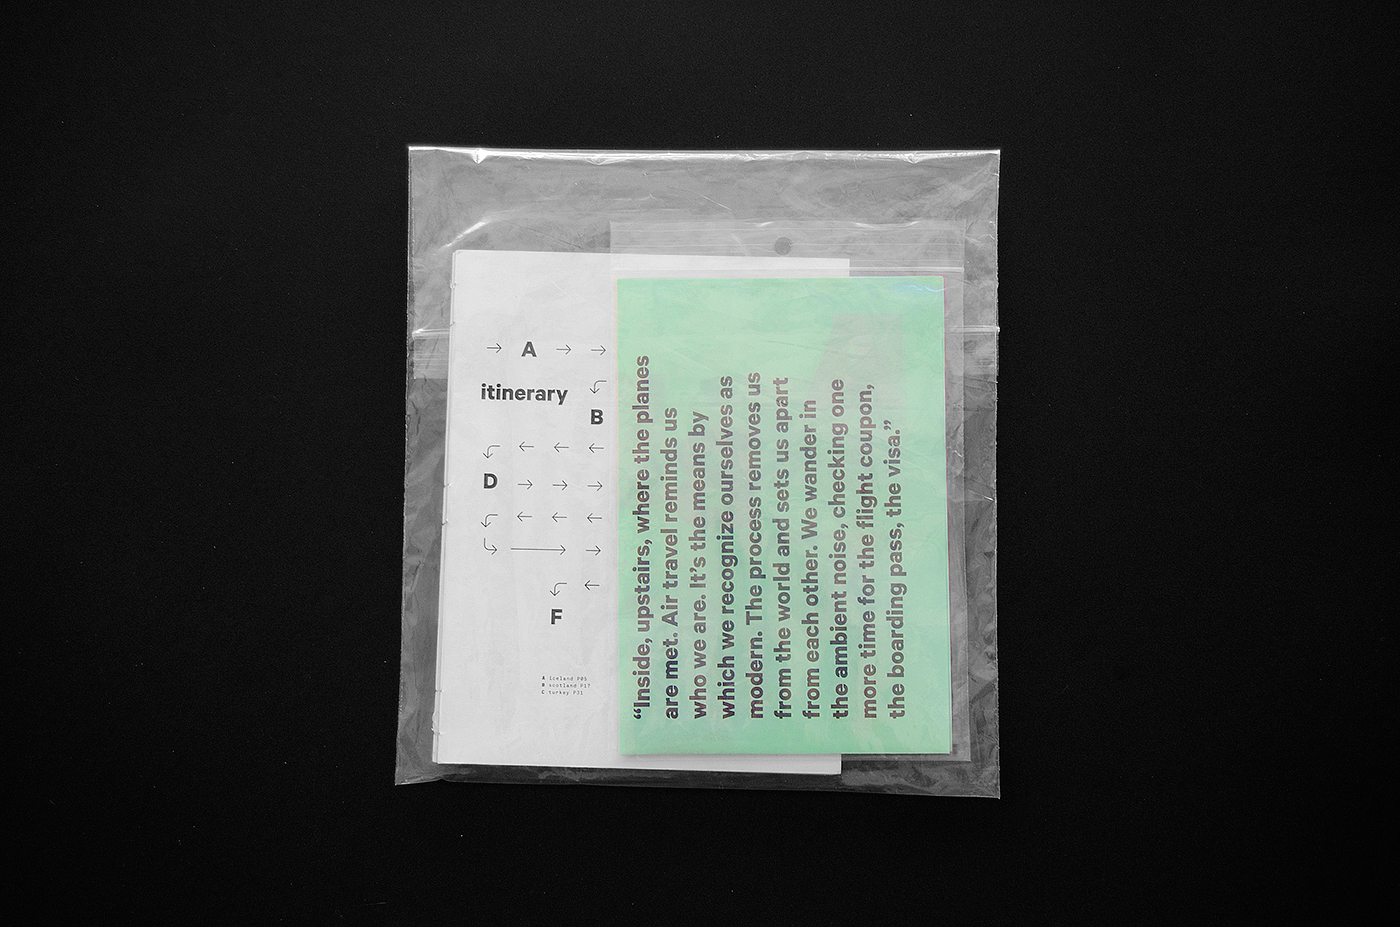 → A → →
itinerary
B
← ← ←
D → → →
← ← ←
→ →
←
F
A iceland P05
B scotland P17
C turkey P31
“Inside, upstairs, where the planes
are met. Air travel reminds us
who we are. It’s the means by
which we recognize ourselves as
modern. The process removes us
from the world and sets us apart
from each other. We wander in
the ambient noise, checking one
more time for the flight coupon,
the boarding pass, the visa.”